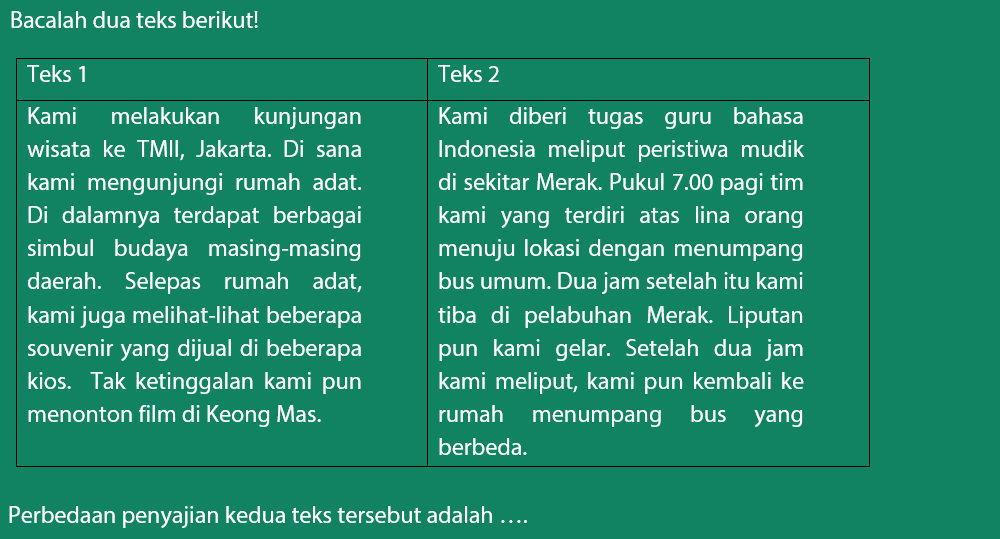 Bacalah dua teks berikut!
Teks 1
Kami melakukan kunjungan
wisata ke TMII, Jakarta. Di sana
kami mengunjungi rumah adat.
Di dalamnya terdapat berbagai
simbul budaya masing-masing
daerah. Selepas rumah adat,
kami juga melihat-lihat beberapa
souvenir yang dijual di beberapa
kios. Tak ketinggalan kami pun
menonton film di Keong Mas.
Teks 2
Kami diberi tugas guru bahasa
Indonesia meliput peristiwa mudik
di sekitar Merak. Pukul 7.00 pagi tim
kami yang terdiri atas lina orang
menuju lokasi dengan menumpang
bus umum. Dua jam setelah itu kami
tiba di pelabuhan Merak. Liputan
pun kami gelar. Setelah dua jam
kami meliput, kami pun kembali ke
rumah menumpang bus yang
berbeda.
Perbedaan penyajian kedua teks tersebut adalah ….